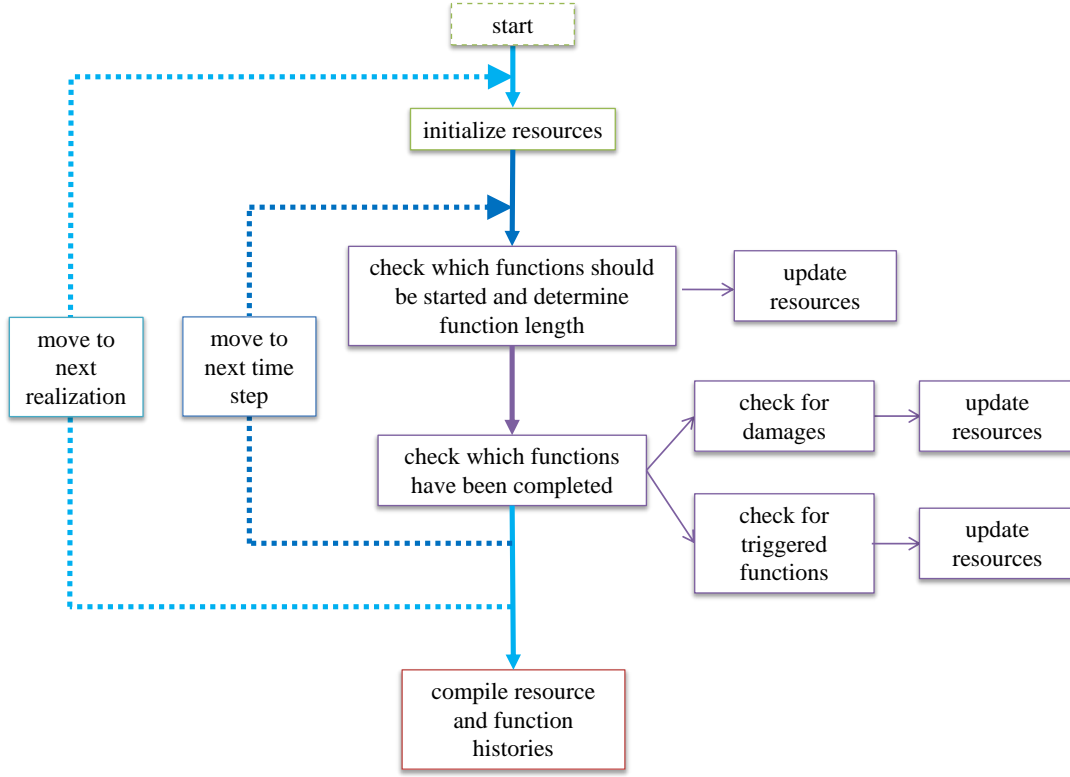 start
initialize resources
check which functions should
be started and determine
function length
update
resources
move to
next
realization
move to
next time
step
check for
damages
update
resources
check which functions
have been completed
check for
triggered
functions
update
resources
compile resource
and function
histories